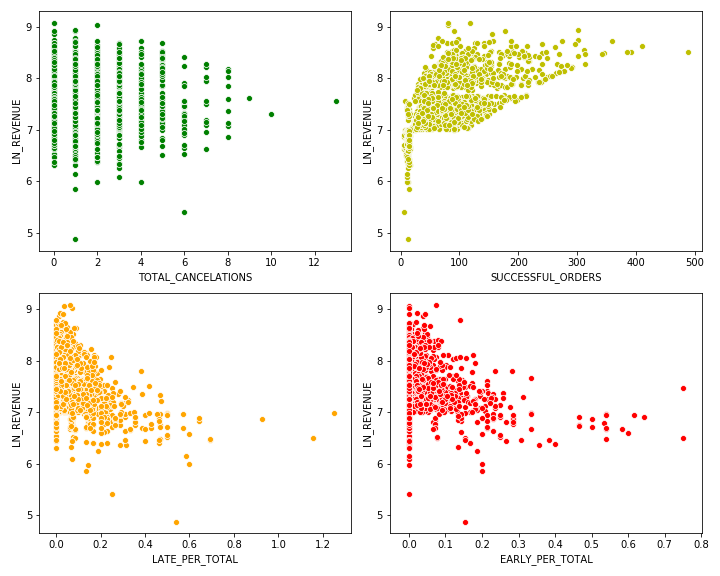 9
8
7
6
5
LN_REVENUE
0 2 4 6 8 10 12
TOTAL_CANCELATIONS
9
8
7
6
5
LN_REVENUE
0 100 200 300 400 500
SUCCESSFUL_ORDERS
9
8
7
6
5
LN_REVENUE
0.0 0.2 0.4 0.6 0.8 1.0 1.2
LATE_PER_TOTAL
9
8
7
6
5
LN_REVENUE
0.0 0.1 0.2 0.3 0.4 0.5 0.6 0.7 0.8
EARLY_PER_TOTAL